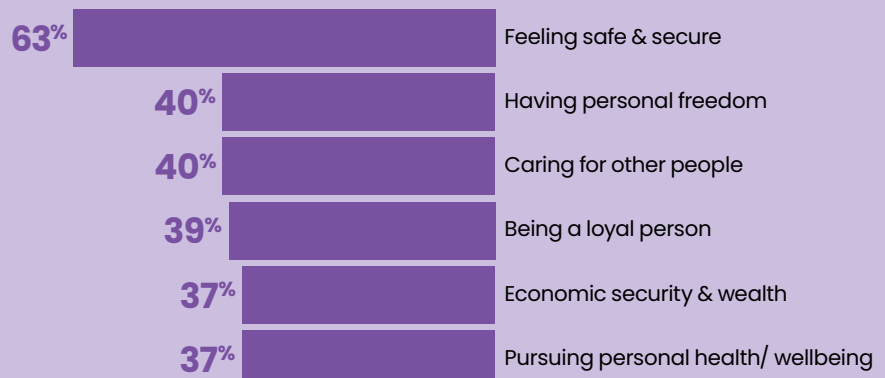 63% Feeling safe & secure
40% Having personal freedom
40% Caring for other people
39% Being a loyal person
37% Economic security & wealth
37% Pursuing personal health/ wellbeing